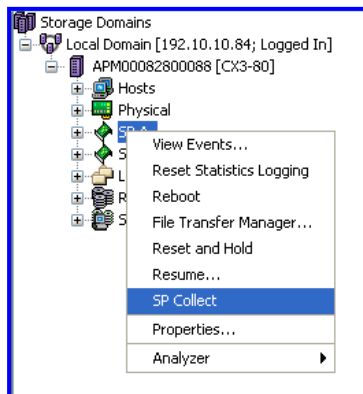 Storage Domains
Local Domain [192.10.10.84; Logged In]
APM00082800088 [CX3-80]
Hosts
Physical
SP A
S
L
R
S
View Events...
Reset Statistics Logging
Reboot
File Transfer Manager...
Reset and Hold
Resume...
SP Collect
Properties...
Analyzer